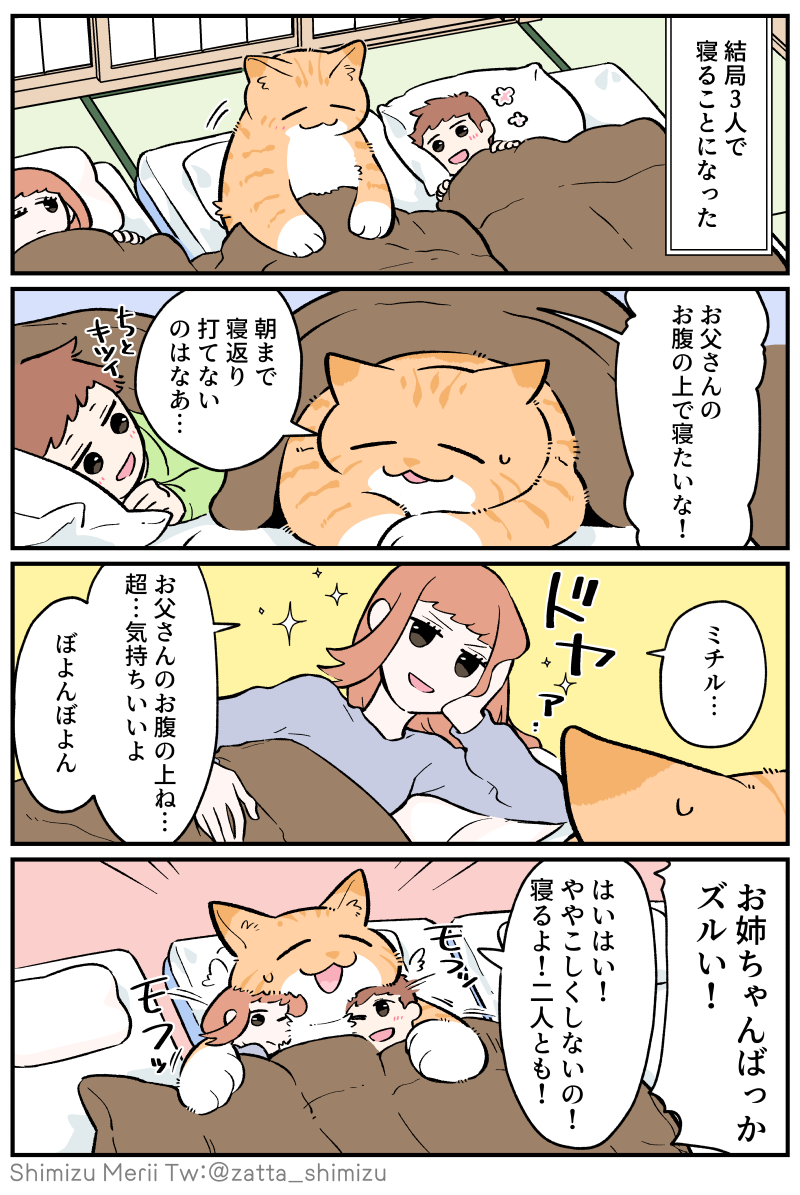 結局3人で
寝ることになった
お父さんの
お腹の上で寝たいな！
朝まで
寝返り
打てない
のはなあ…
ちと
キツイ
ミチル…
ドヤァ…
お父さんのお腹の上ね…
超…気持ちいいよ
ぼよんぼよん
お姉ちゃんばっか
ズルい！
はいはい！
ややこしくしないの！
寝るよ！二人とも！
モフッ
モフッ
Shimizu Merii Tw:@zatta_shimizu